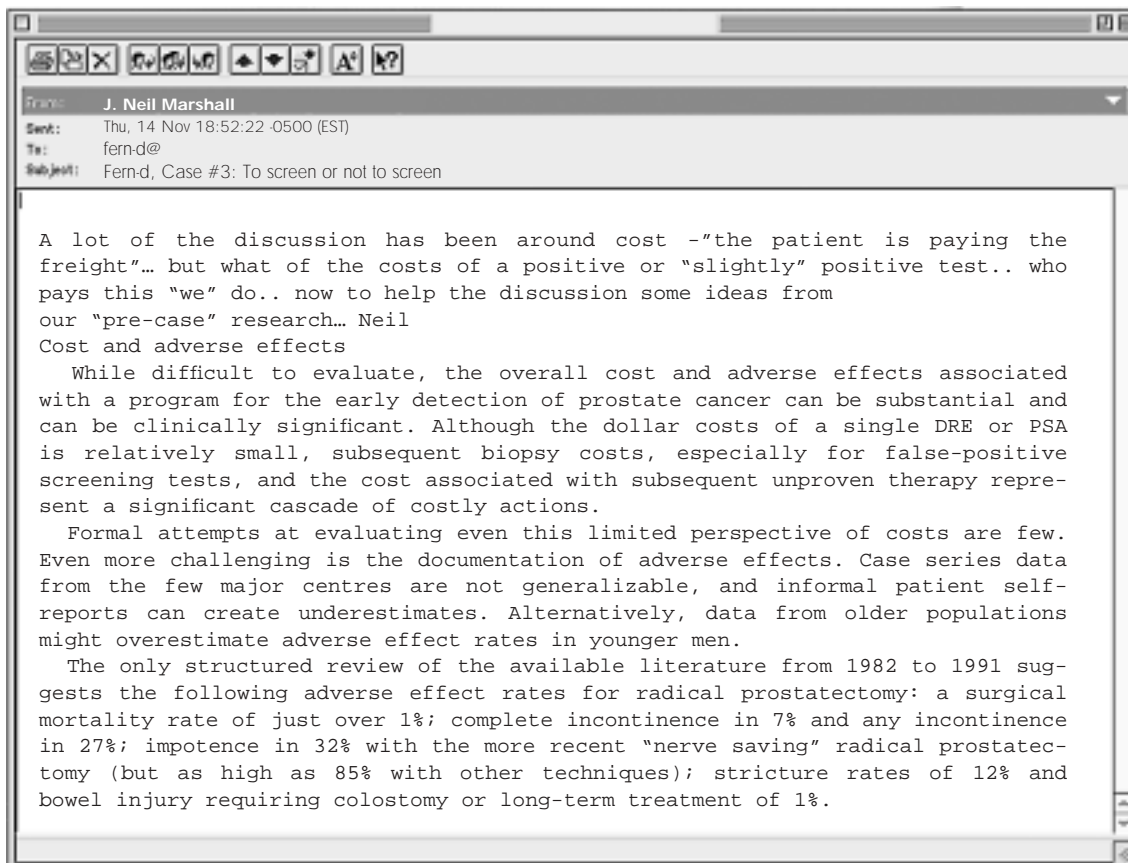 From: J. Neil Marshall
Sent: Thu, 14 Nov 18:52:22 -0500 (EST)
To: fern-d@
Subject: Fern-d, Case #3: To screen or not to screen
A lot of the discussion has been around cost -”the patient is paying the
freight”… but what of the costs of a positive or “slightly” positive test.. who
pays this “we” do.. now to help the discussion some ideas from
our “pre-case” research… Neil
Cost and adverse effects
While difficult to evaluate, the overall cost and adverse effects associated
with a program for the early detection of prostate cancer can be substantial and
can be clinically significant. Although the dollar costs of a single DRE or PSA
is relatively small, subsequent biopsy costs, especially for false-positive
screening tests, and the cost associated with subsequent unproven therapy repre-
sent a significant cascade of costly actions.
Formal attempts at evaluating even this limited perspective of costs are few.
Even more challenging is the documentation of adverse effects. Case series data
from the few major centres are not generalizable, and informal patient self-
reports can create underestimates. Alternatively, data from older populations
might overestimate adverse effect rates in younger men.
The only structured review of the available literature from 1982 to 1991 sug-
gests the following adverse effect rates for radical prostatectomy: a surgical
mortality rate of just over 1%; complete incontinence in 7% and any incontinence
in 27%; impotence in 32% with the more recent “nerve saving” radical prostatec-
tomy (but as high as 85% with other techniques); stricture rates of 12% and
bowel injury requiring colostomy or long-term treatment of 1%.